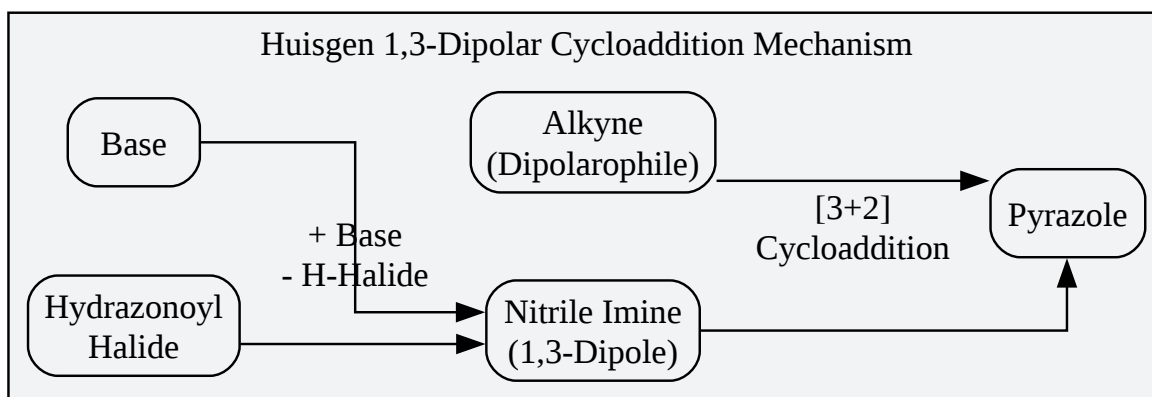 Huisgen 1,3-Dipolar Cycloaddition Mechanism
Base
Alkyne
(Dipolarophile)
[3+2]
Cycloaddition
Pyrazole
+ Base
- H-Halide
Hydrazonoyl
Halide
Nitrile Imine
(1,3-Dipole)